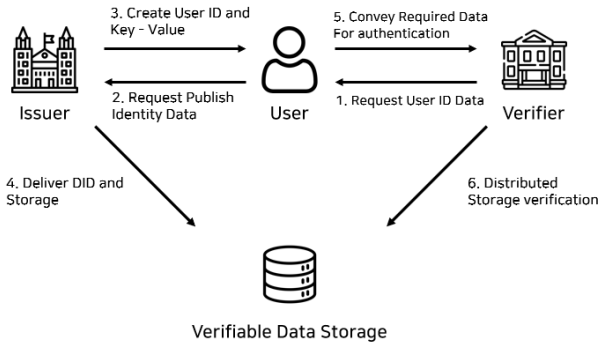 3. Create User ID and
Key - Value
5. Convey Required Data
For authentication
Issuer
2. Request Publish
Identity Data
User
1. Request User ID Data
Verifier
4. Deliver DID and
Storage
6. Distributed
Storage verification
Verifiable Data Storage